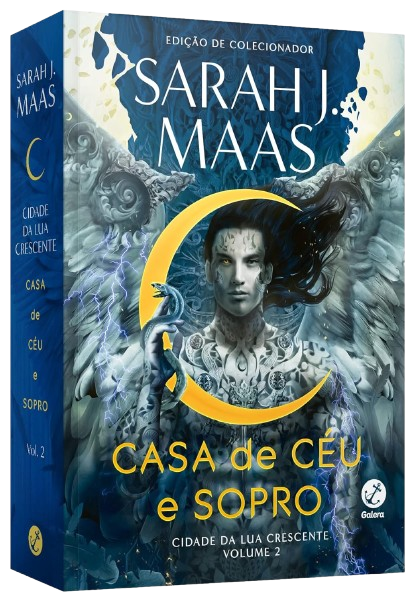 EDIÇÃO DE COLECIONADOR
SARAH J.
MAAS
CASA de CÉU
e SOPRO
CIDADE DA LUA CRESCENTE
VOLUME 2
Galera
SARAH J.
MAAS
CIDADE
DA LUA
CRESCENTE
CASA
de
CÉU
e
SOPRO
Vol. 2